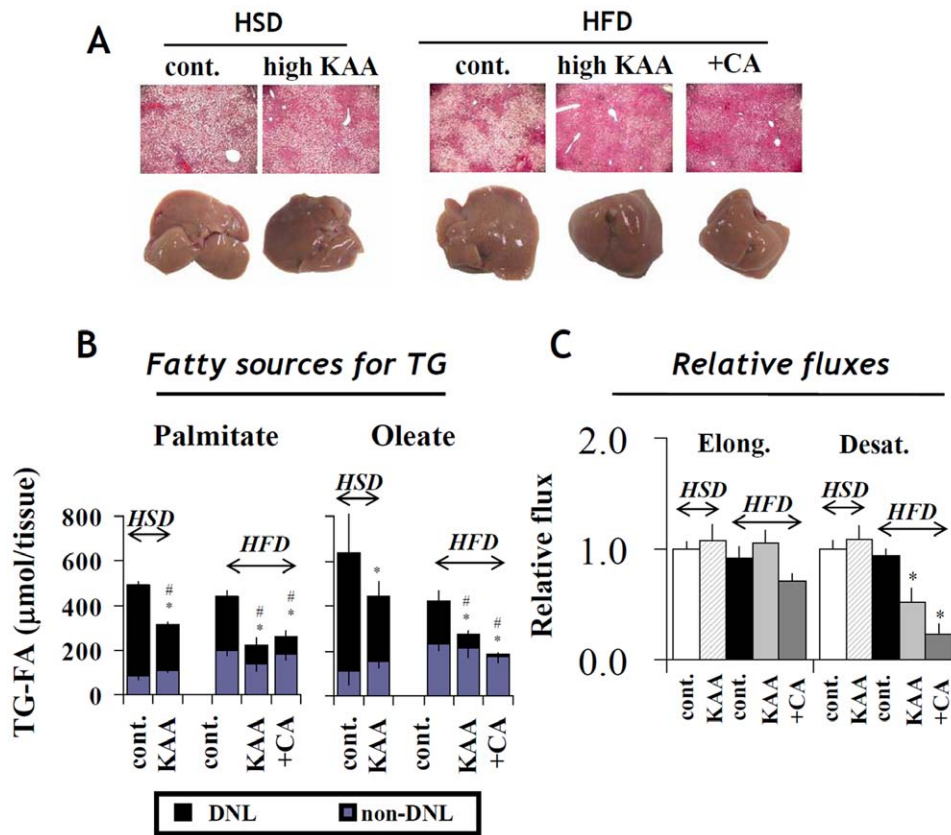 A
HSD
HFD
cont.
high KAA
cont.
high KAA
+CA
B
Fatty sources for TG
Palmitate
Oleate
TG-FA (μmol/tissue)
800
600
400
200
0
HSD
HFD
HSD
HFD
#
*
#
*
#
*
*
#
*
#
*
cont.
KAA
cont.
KAA
+CA
cont.
KAA
cont.
KAA
+CA
DNL
non-DNL
C
Relative fluxes
Relative flux
2.0
1.0
0.0
Elong.
Desat.
HSD
HFD
HSD
HFD
*
*
cont.
KAA
cont.
KAA
+CA
cont.
KAA
cont.
KAA
+CA